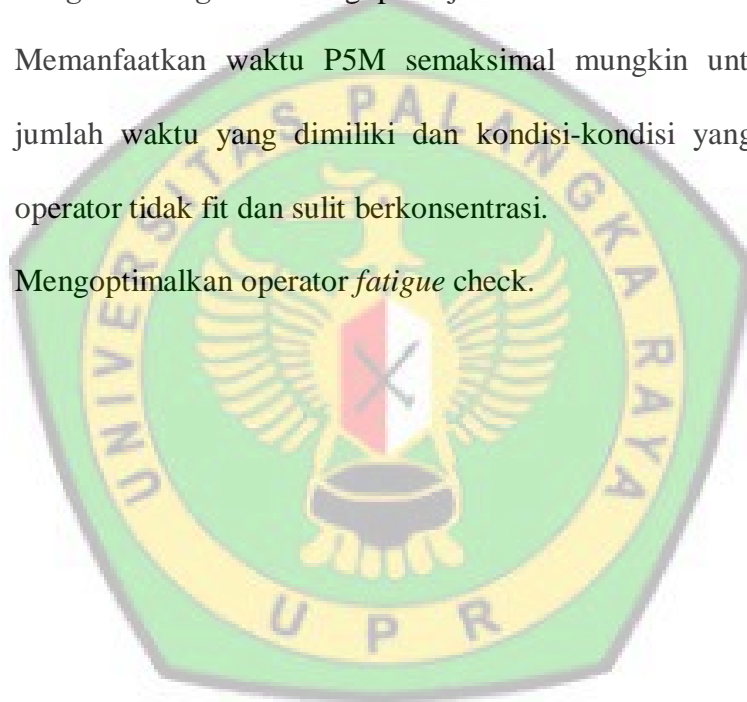 Memanfaatkan waktu P5M semaksimal mungkin unt
jumlah waktu yang dimiliki dan kondisi-kondisi yang
operator tidak fit dan sulit berkonsentrasi.
Mengoptimalkan operator fatigue check.
UNIVERSITAS PALANGKA RAYA
UPR